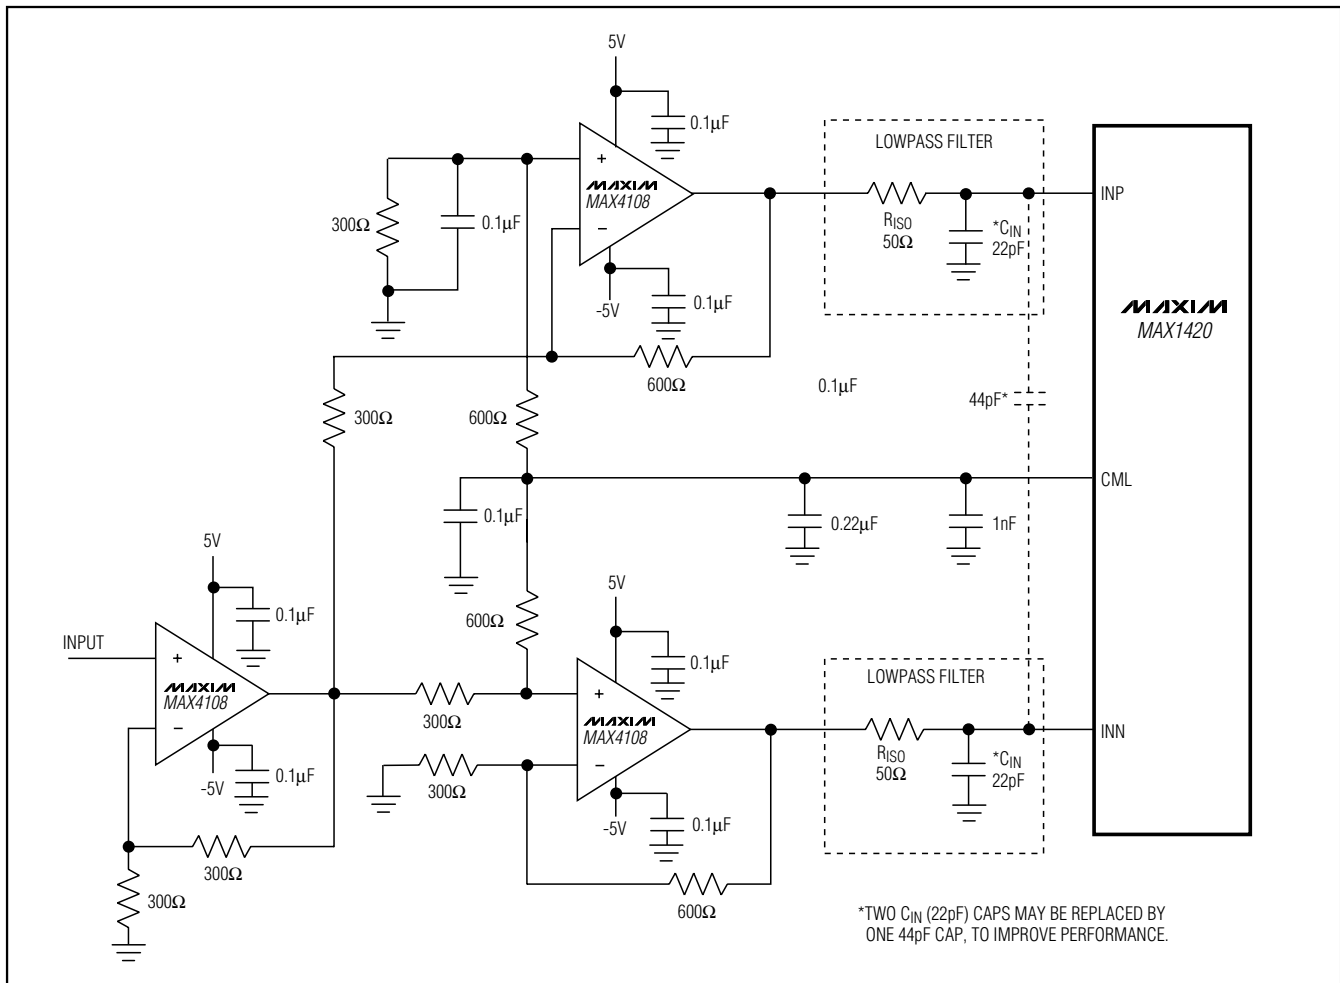 5V
0.1µF
LOWPASS FILTER
+
MAXIM
MAX4108
INP
300Ω
0.1µF
RISO
50Ω
*CIN
22pF
−
-5V
0.1µF
MAXIM
MAX1420
600Ω
0.1µF
44pF*
300Ω
600Ω
CML
0.1µF
0.22µF
1nF
5V
0.1µF
5V
600Ω
INPUT
+
MAXIM
MAX4108
−
0.1µF
LOWPASS FILTER
300Ω
+
MAXIM
MAX4108
−
INN
RISO
50Ω
*CIN
22pF
-5V
0.1µF
300Ω
-5V
0.1µF
300Ω
300Ω
600Ω
*TWO CIN (22pF) CAPS MAY BE REPLACED BY
ONE 44pF CAP, TO IMPROVE PERFORMANCE.